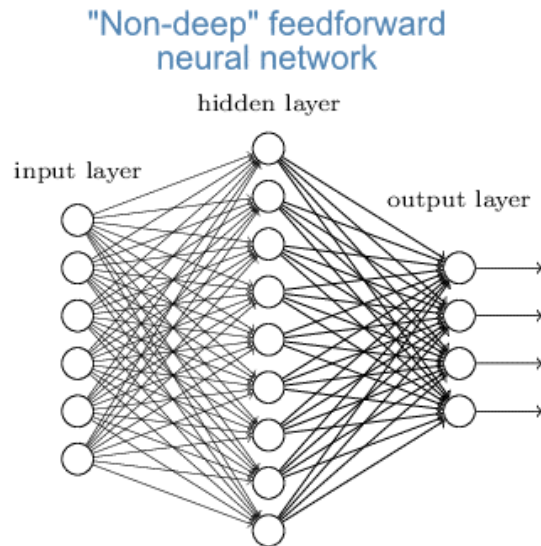 "Non-deep" feedforward
neural network
hidden layer
input layer
output layer